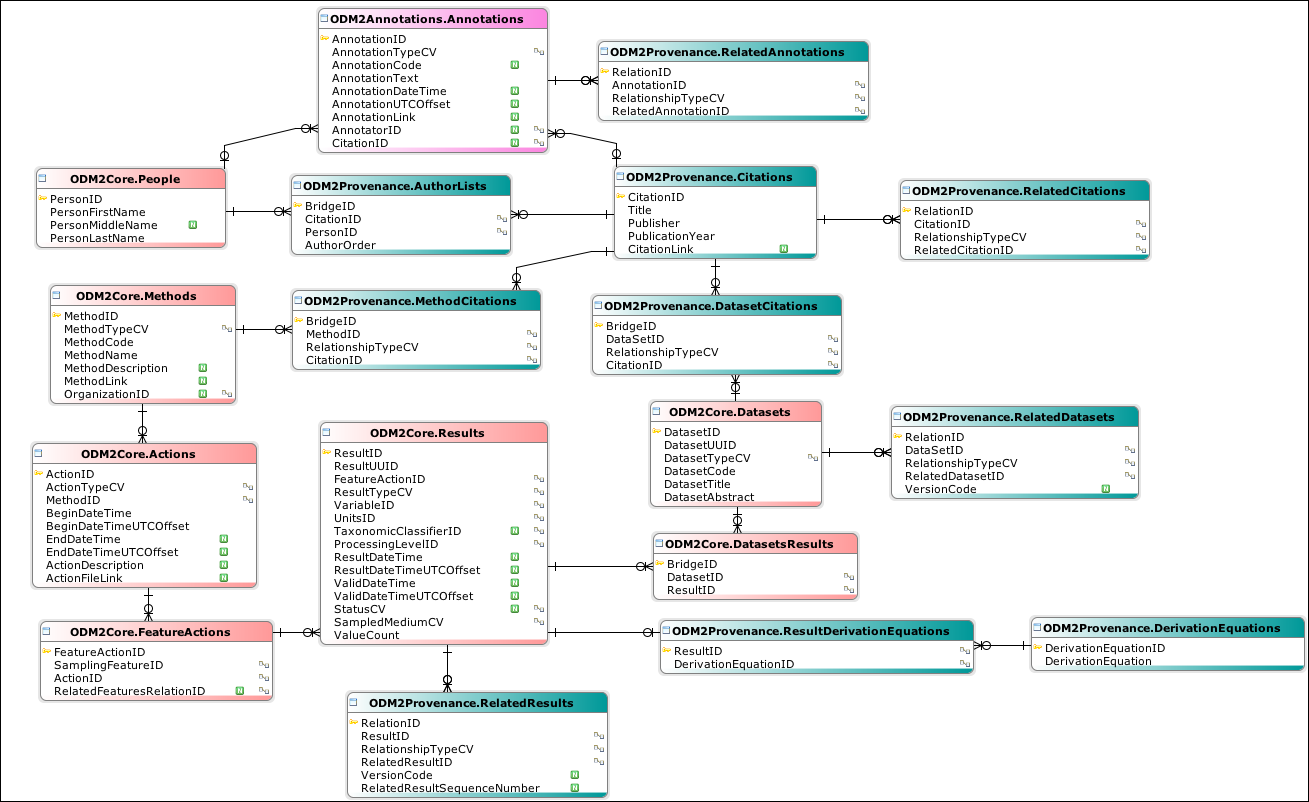 ODM2Annotations.Annotations
AnnotationID
AnnotationTypeCV
AnnotationCode N
AnnotationText
AnnotationDateTime N
AnnotationUTCOffset N
AnnotationLink N
AnnotatorID N
CitationID N
ODM2Provenance.RelatedAnnotations
RelationID
AnnotationID
RelationshipTypeCV
RelatedAnnotationID
ODM2Core.People
PersonID
PersonFirstName
PersonMiddleName N
PersonLastName
ODM2Provenance.AuthorLists
BridgeID
CitationID
PersonID
AuthorOrder
ODM2Provenance.Citations
CitationID
Title
Publisher
PublicationYear
CitationLink N
ODM2Provenance.RelatedCitations
RelationID
CitationID
RelationshipTypeCV
RelatedCitationID
ODM2Core.Methods
MethodID
MethodTypeCV
MethodCode
MethodName
MethodDescription N
MethodLink N
OrganizationID N
ODM2Provenance.MethodCitations
BridgeID
MethodID
RelationshipTypeCV
CitationID
ODM2Provenance.DatasetCitations
BridgeID
DataSetID
RelationshipTypeCV
CitationID
ODM2Core.Datasets
DatasetID
DatasetUUID
DatasetTypeCV
DatasetCode
DatasetTitle
DatasetAbstract
ODM2Provenance.RelatedDatasets
RelationID
DataSetID
RelationshipTypeCV
RelatedDatasetID
VersionCode N
ODM2Core.Actions
ActionID
ActionTypeCV
MethodID
BeginDateTime
BeginDateTimeUTCOffset
EndDateTime N
EndDateTimeUTCOffset N
ActionDescription N
ActionFileLink N
ODM2Core.Results
ResultID
ResultUUID
FeatureActionID
ResultTypeCV
VariableID
UnitsID
TaxonomicClassifierID N
ProcessingLevelID
ResultDateTime N
ResultDateTimeUTCOffset N
ValidDateTime N
ValidDateTimeUTCOffset N
StatusCV N
SampledMediumCV
ValueCount
ODM2Core.DatasetsResults
BridgeID
DatasetID
ResultID
ODM2Core.FeatureActions
FeatureActionID
SamplingFeatureID
ActionID
RelatedFeaturesRelationID N
ODM2Provenance.ResultDerivationEquations
ResultID
DerivationEquationID
ODM2Provenance.DerivationEquations
DerivationEquationID
DerivationEquation
ODM2Provenance.RelatedResults
RelationID
ResultID
RelationshipTypeCV
RelatedResultID
VersionCode N
RelatedResultSequenceNumber N